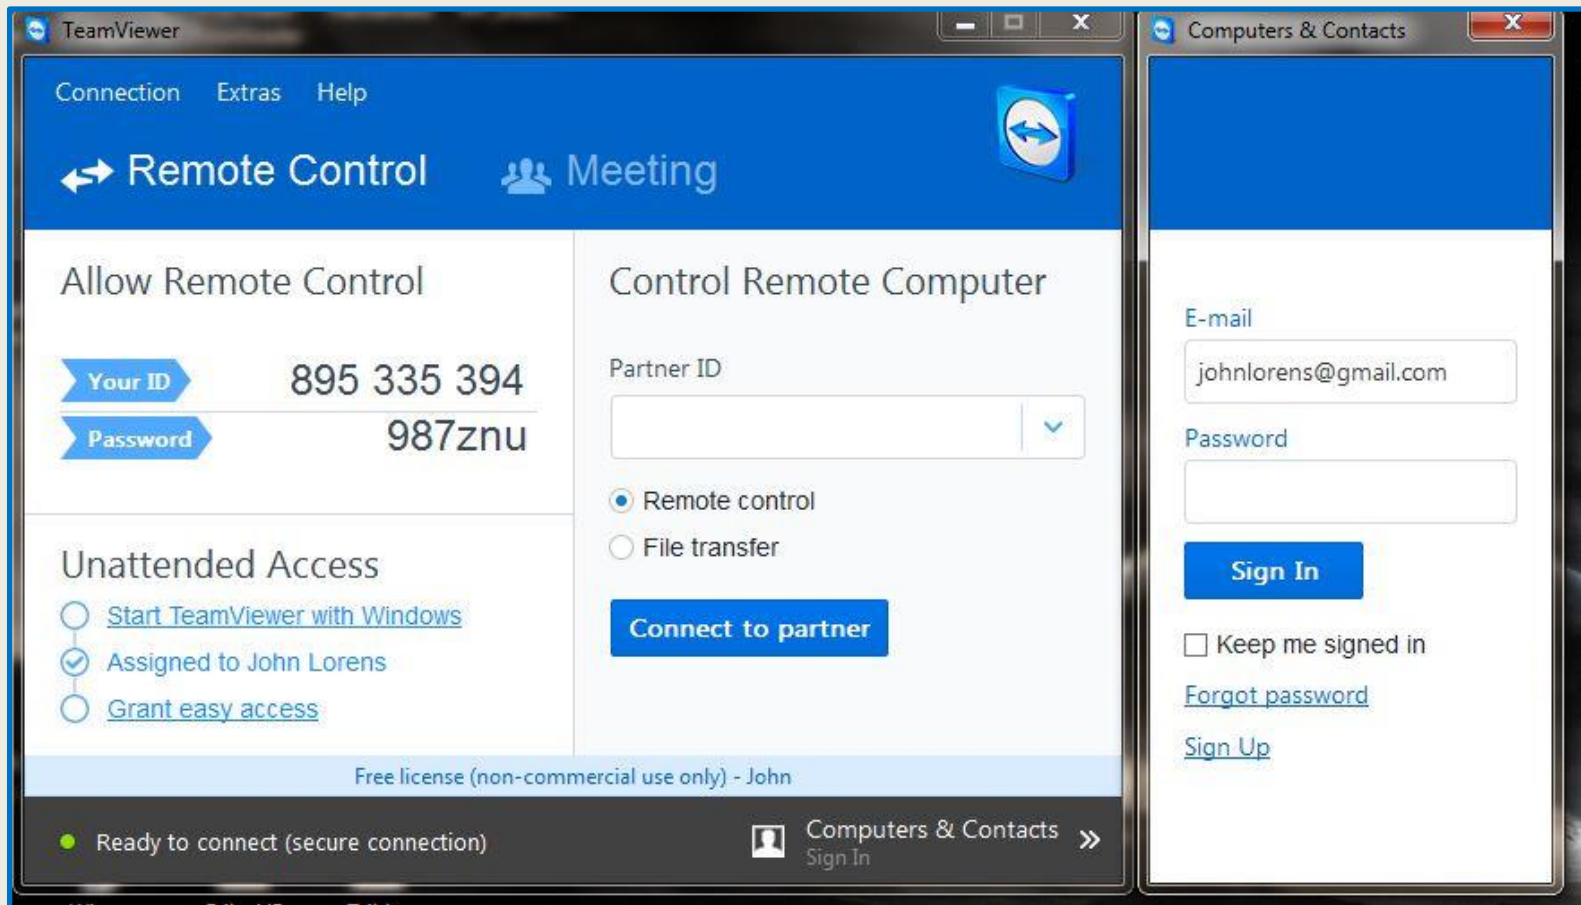 TeamViewer
Connection Extras Help
Remote Control Meeting
Allow Remote Control
Your ID 895 335 394
Password 987znu
Unattended Access
Start TeamViewer with Windows
Assigned to John Lorens
Grant easy access
Control Remote Computer
Partner ID
Remote control
File transfer
Connect to partner
Free license (non-commercial use only) - John
Ready to connect (secure connection)
Computers & Contacts
Sign In
Computers & Contacts
E-mail
johnlorens@gmail.com
Password
Sign In
Keep me signed in
Forgot password
Sign Up